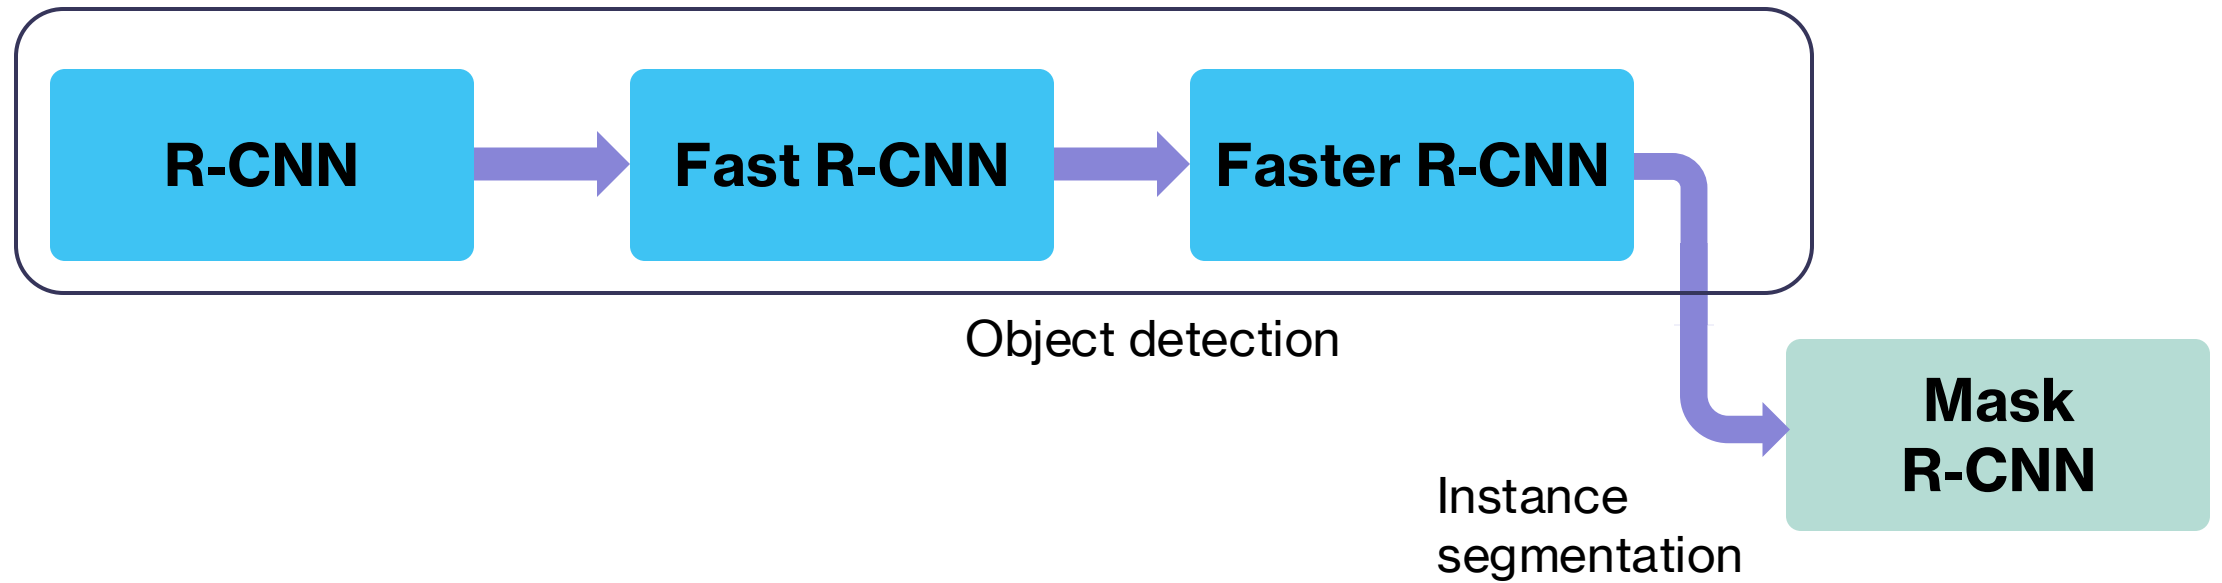 R-CNN
Fast R-CNN
Faster R-CNN
Object detection
Mask
R-CNN
Instance
segmentation